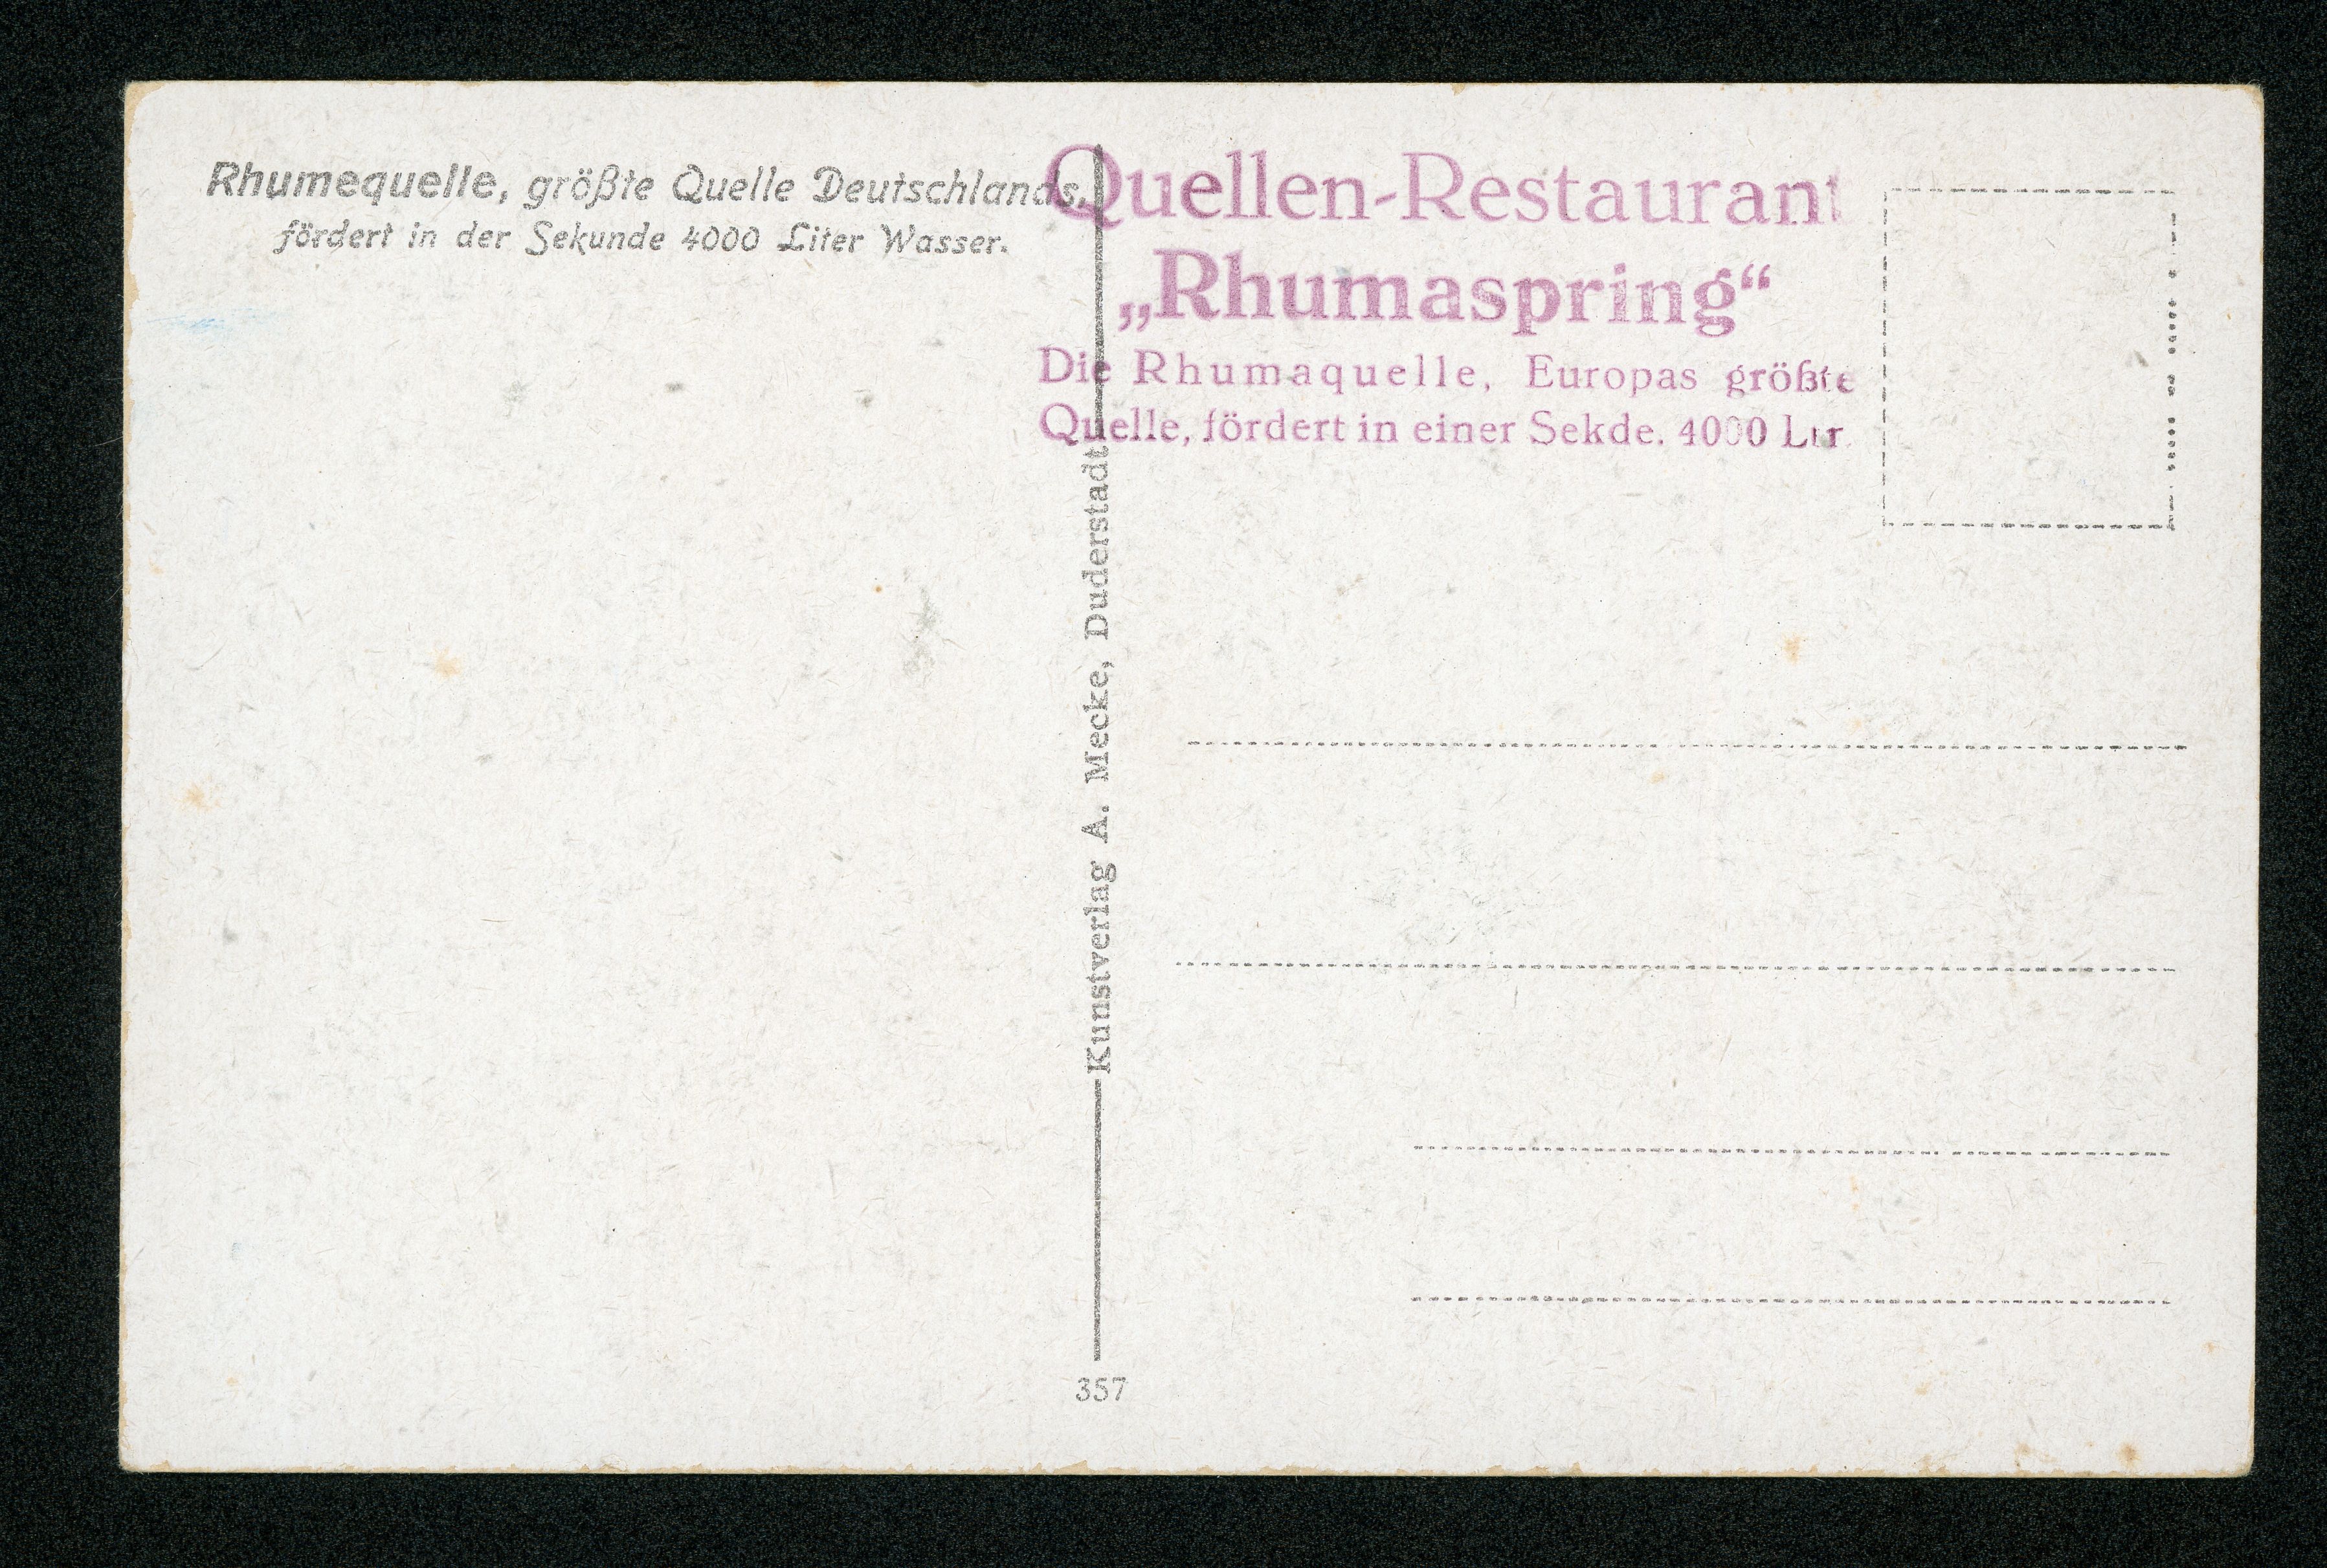 Rhumequelle, größte Quelle Deutschlands,
fördert in der Sekunde 4000 Liter Wasser.
Quellen-Restaurant
„Rhumaspring“
Die Rhumaquelle, Europas größte
Quelle, fördert in einer Sekde. 4000 Ltr.
Kunstverlag A. Mecke, Duderstadt.
357